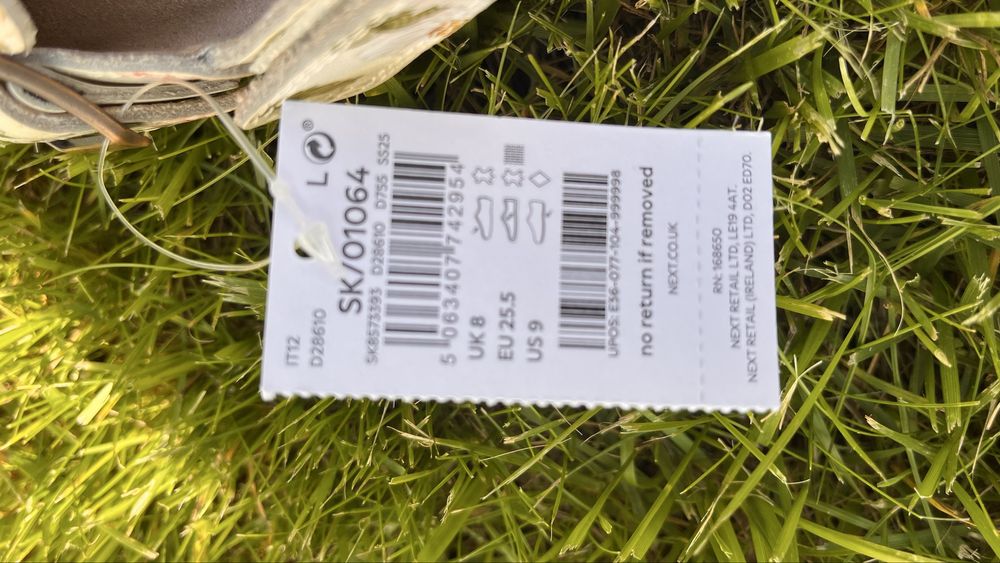 IT12 L ®
D28610
SK/01064
SK8573393 D28610 D755 SS25
5 063407 742954
UK 8
EU 25.5
US 9
UPOS: E36-077-104-999998
no return if removed
NEXT.CO.UK
RN: 168650
NEXT RETAIL LTD, LE19 4AT.
NEXT RETAIL (IRELAND) LTD, D02 ED70.